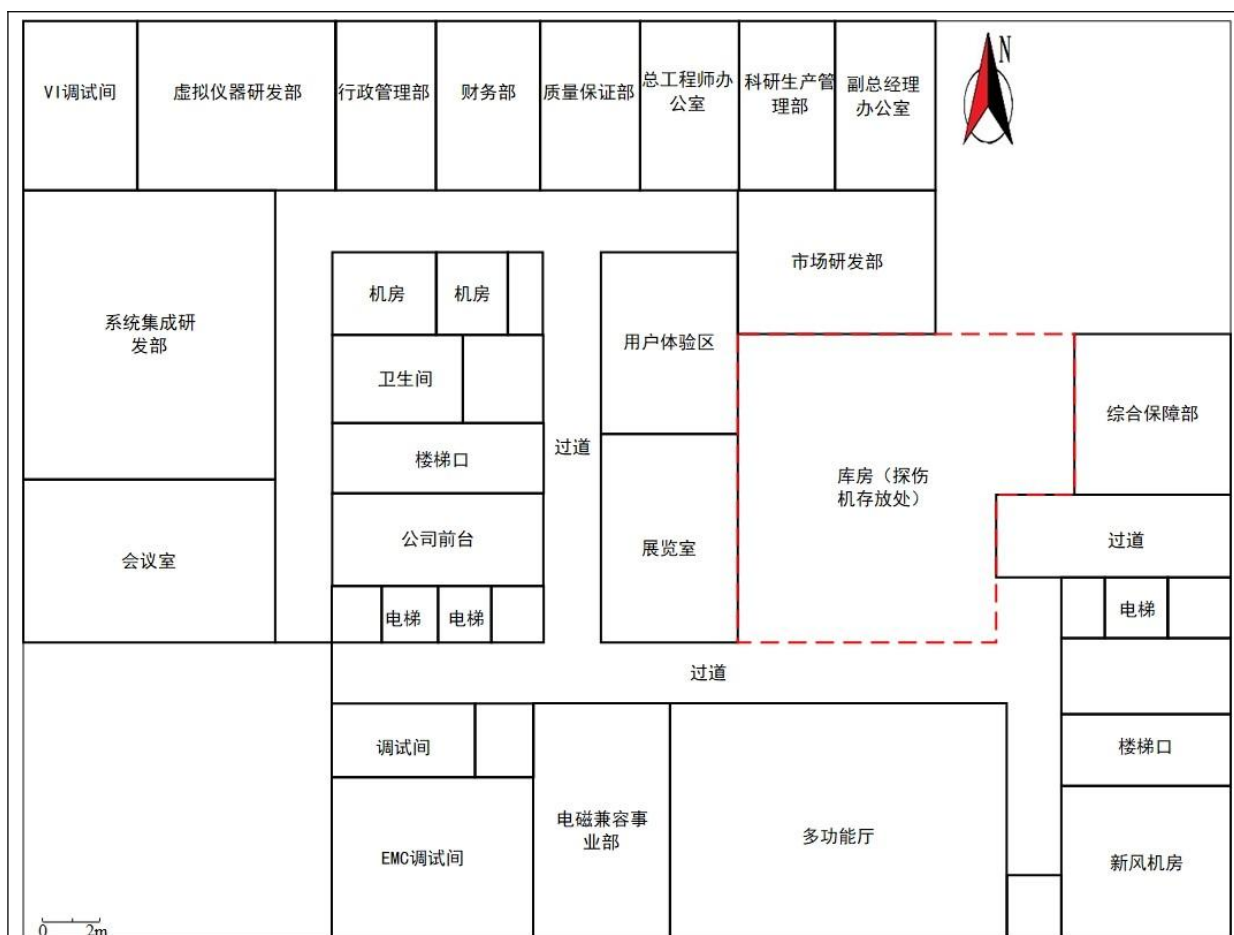 N
VI调试间
虚拟仪器研发部
行政管理部
财务部
质量保证部
总工程师办
公室
科研生产管
理部
副总经理
办公室
市场研发部
系统集成研
发部
机房
机房
用户体验区
卫生间
综合保障部
楼梯口
过道
库房（探伤
机存放处）
公司前台
展览室
过道
会议室
电梯
电梯
电梯
过道
调试间
楼梯口
电磁兼容事
业部
多功能厅
EMC调试间
新风机房
0 2m